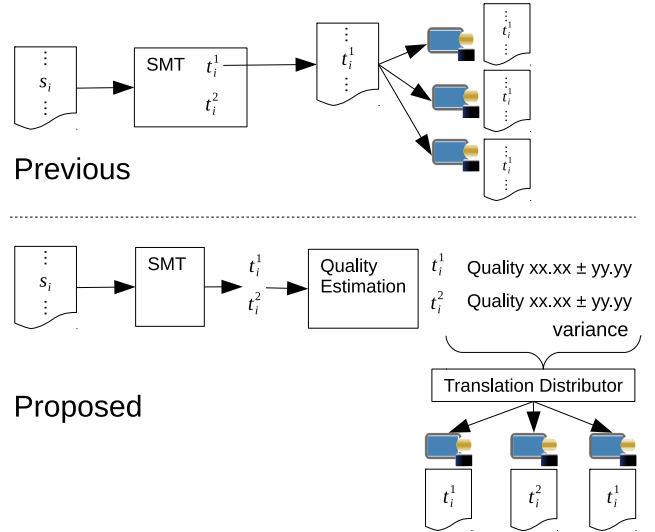 ⋮
s_i
⋮
SMT
t_i^1
t_i^2
⋮
t_i^1
⋮
⋮
t_i^1
⋮
⋮
t_i^1
⋮
⋮
t_i^1
⋮
Previous
⋮
s_i
⋮
SMT
t_i^1
t_i^2
Quality
Estimation
t_i^1 Quality xx.xx ± yy.yy
t_i^2 Quality xx.xx ± yy.yy
variance
Translation Distributor
Proposed
t_i^1
t_i^2
t_i^1